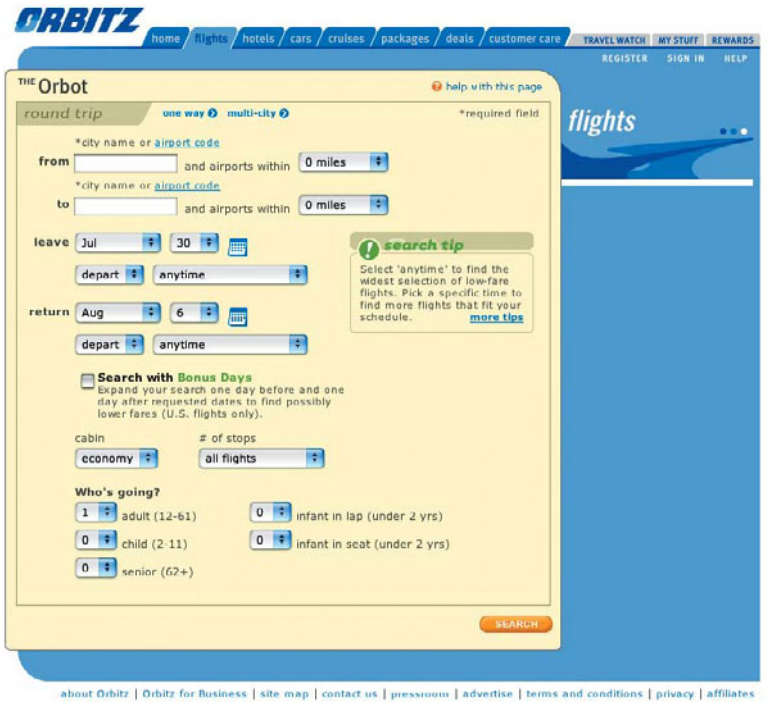 ORBITZ
home / flights / hotels / cars / cruises / packages / deals / customer care
TRAVEL WATCH MY STUFF REWARDS
REGISTER SIGN IN HELP
THE Orbot
help with this page
round trip one way multi-city *required field
flights
*city name or airport code
from and airports within 0 miles
*city name or airport code
to and airports within 0 miles
leave Jul 30
depart anytime
search tip
Select 'anytime' to find the
widest selection of low-fare
flights. Pick a specific time to
find more flights that fit your
schedule. more tips
return Aug 6
depart anytime
Search with Bonus Days
Expand your search one day before and one
day after requested dates to find possibly
lower fares (U.S. flights only).
cabin # of stops
economy all flights
Who's going?
1 adult (12-61) 0 infant in lap (under 2 yrs)
0 child (2-11) 0 infant in seat (under 2 yrs)
0 senior (62+)
SEARCH
about Orbitz | Orbitz for Business | site map | contact us | pressroom | advertise | terms and conditions | privacy | affiliates